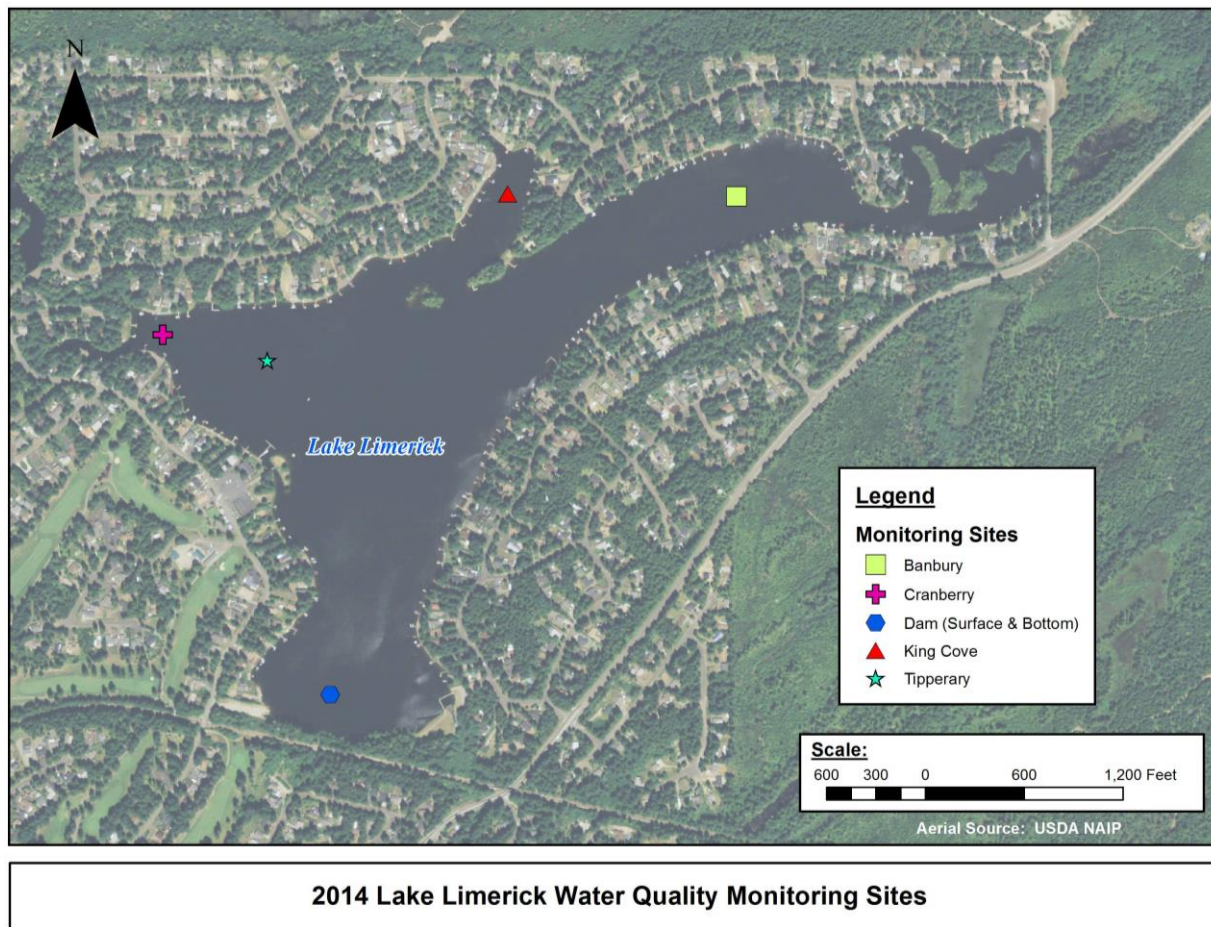 N
Lake Limerick
Legend
Monitoring Sites
Banbury
Cranberry
Dam (Surface & Bottom)
King Cove
Tipperary
Scale:
600 300 0 600 1,200 Feet
Aerial Source: USDA NAIP
2014 Lake Limerick Water Quality Monitoring Sites